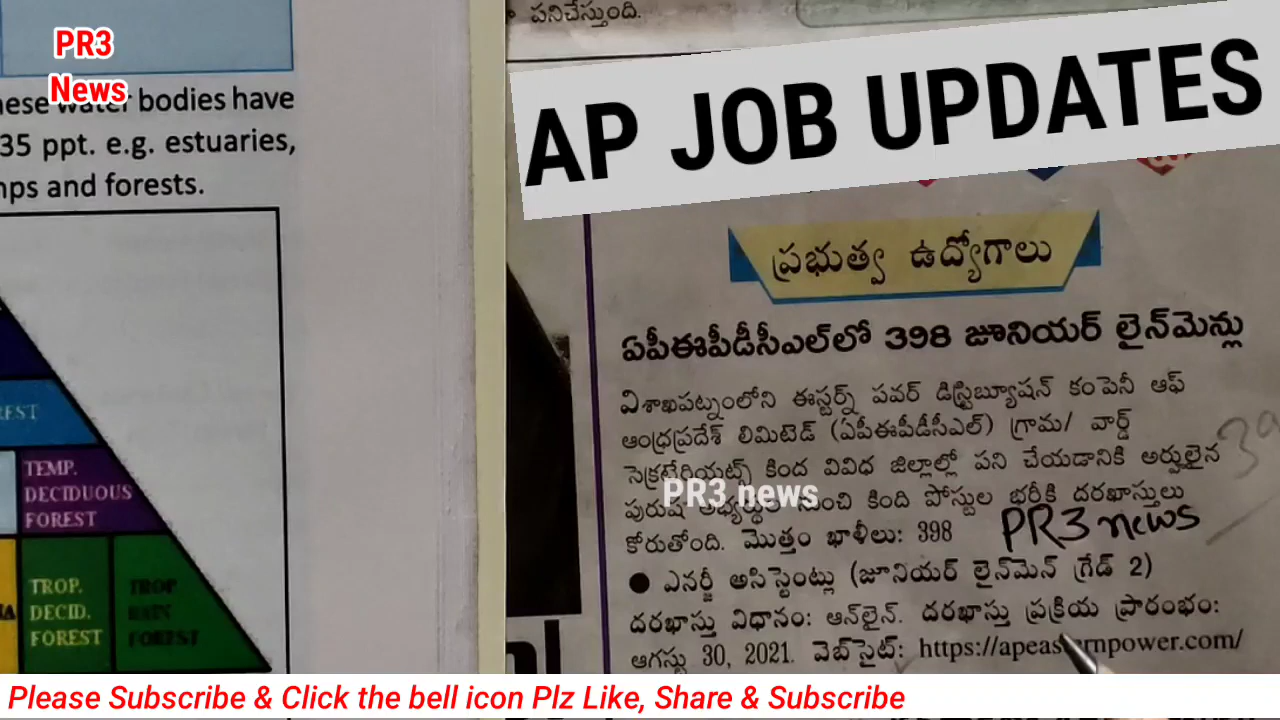 PR3
News
bodies have
35 ppt. e.g. estuaries,
and forests.
TEMP.
DECIDUOUS
FOREST
TROP.
DECID.
FOREST
TROP
RAIN
FOREST
పనిచేస్తుంది.
AP JOB UPDATES
ప్రభుత్వ ఉద్యోగాలు
ఏపీఈపీడీసీఎల్‌లో 398 జూనియర్ లైన్‌మెన్లు
విశాఖపట్నంలోని ఈస్టర్న్ పవర్ డిస్ట్రిబ్యూషన్ కంపెనీ ఆఫ్
ఆంధ్రప్రదేశ్ లిమిటెడ్ (ఏపీఈపీడీసీఎల్) గ్రామ/ వార్డ్
సెక్రటేరియట్స్ కింద వివిధ జిల్లాల్లో పని చేయడానికి అర్హులైన
పురుష అభ్యర్థుల నుంచి కింది పోస్టుల భర్తీకి దరఖాస్తులు
PR3 news
కోరుతోంది. మొత్తం ఖాళీలు: 398 PR3 news
● ఎనర్జీ అసిస్టెంట్లు (జూనియర్ లైన్‌మెన్ గ్రేడ్ 2)
దరఖాస్తు విధానం: ఆన్‌లైన్. దరఖాస్తు ప్రక్రియ ప్రారంభం:
ఆగస్టు 30, 2021. వెబ్‌సైట్: https://apeasternpower.com/
Please Subscribe & Click the bell icon Plz Like, Share & Subscribe